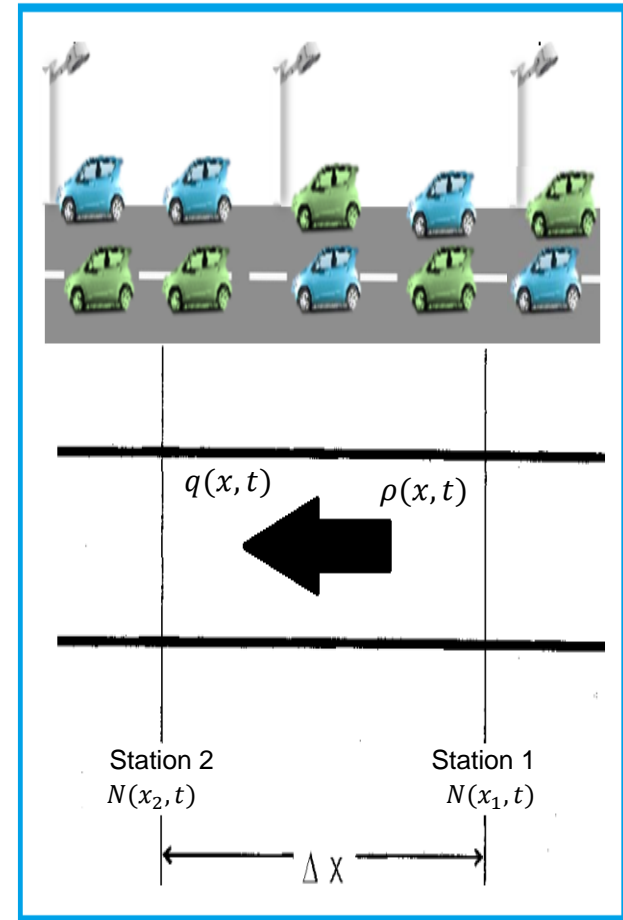 q(x, t) ρ(x, t)
Station 2 Station 1
N(x₂, t) N(x₁, t)
Δ X